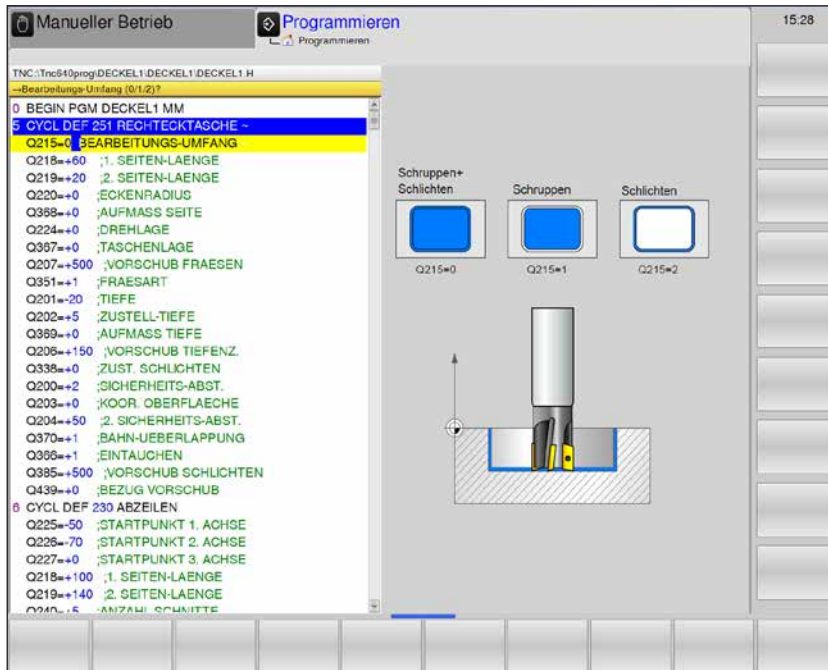 Manueller Betrieb
Programmieren
Programmieren
15:28
TNC:\Tnc640prog\DECKEL1\DECKEL1\DECKEL1.H
→Bearbeitungs-Umfang (0/1/2)?
0 BEGIN PGM DECKEL1 MM
5 CYCL DEF 251 RECHTECKTASCHE ~
Q215=0 BEARBEITUNGS-UMFANG
Q218=+60 ;1. SEITEN-LAENGE
Q219=+20 ;2. SEITEN-LAENGE
Q220=+0 ;ECKENRADIUS
Q368=+0 ;AUFMASS SEITE
Q224=+0 ;DREHLAGE
Q367=+0 ;TASCHENLAGE
Q207=+500 ;VORSCHUB FRAESEN
Q351=+1 ;FRAESART
Q201=-20 ;TIEFE
Q202=+5 ;ZUSTELL-TIEFE
Q369=+0 ;AUFMASS TIEFE
Q206=+150 ;VORSCHUB TIEFENZ.
Q338=+0 ;ZUST. SCHLICHTEN
Q200=+2 ;SICHERHEITS-ABST.
Q203=+0 ;KOOR. OBERFLAECHE
Q204=+50 ;2. SICHERHEITS-ABST.
Q370=+1 ;BAHN-UEBERLAPPUNG
Q366=+1 ;EINTAUCHEN
Q385=+500 ;VORSCHUB SCHLICHTEN
Q439=+0 ;BEZUG VORSCHUB
6 CYCL DEF 230 ABZEILEN
Q225=-50 ;STARTPUNKT 1. ACHSE
Q226=-70 ;STARTPUNKT 2. ACHSE
Q227=+0 ;STARTPUNKT 3. ACHSE
Q218=+100 ;1. SEITEN-LAENGE
Q219=+140 ;2. SEITEN-LAENGE
Q240=+5 ;ANZAHL SCHNITTE
Schruppen+
Schlichten
Schruppen
Schlichten
Q215=0
Q215=1
Q215=2